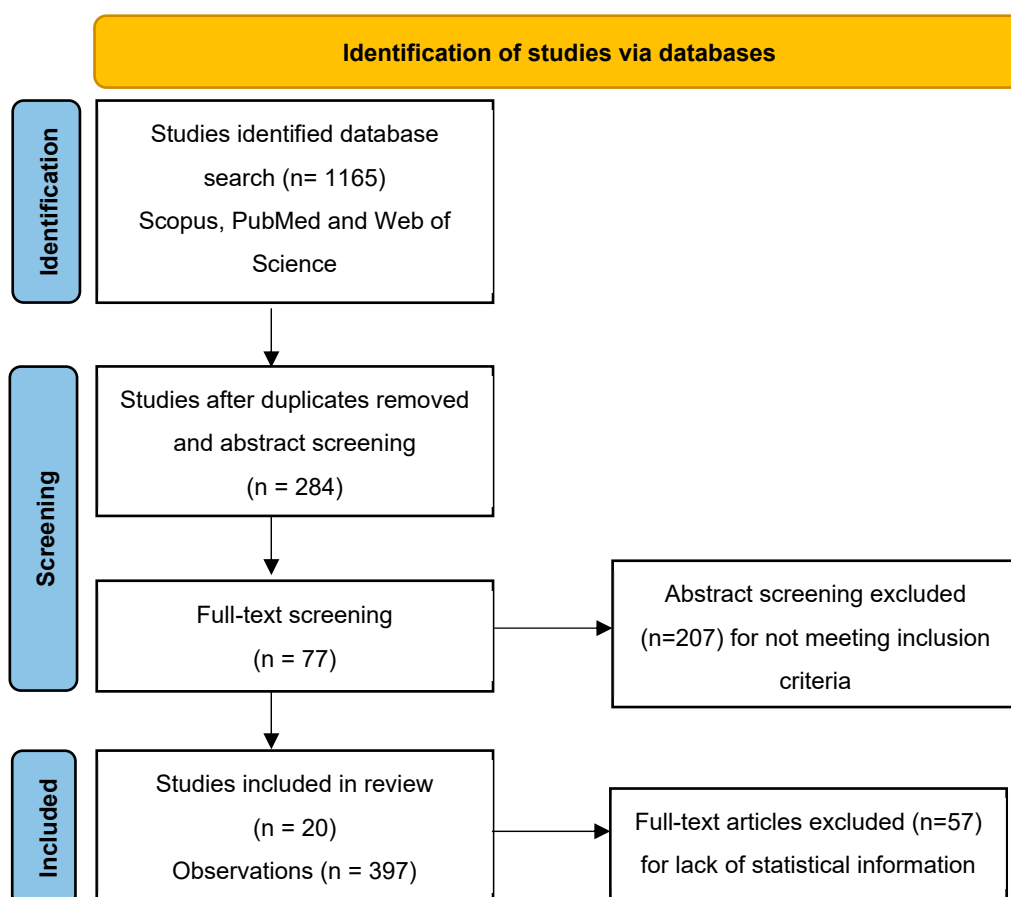 Identification of studies via databases
Identification
Studies identified database
search (n= 1165)
Scopus, PubMed and Web of
Science
Screening
Studies after duplicates removed
and abstract screening
(n = 284)
Full-text screening
(n = 77)
Abstract screening excluded
(n=207) for not meeting inclusion
criteria
Included
Studies included in review
(n = 20)
Observations (n = 397)
Full-text articles excluded (n=57)
for lack of statistical information